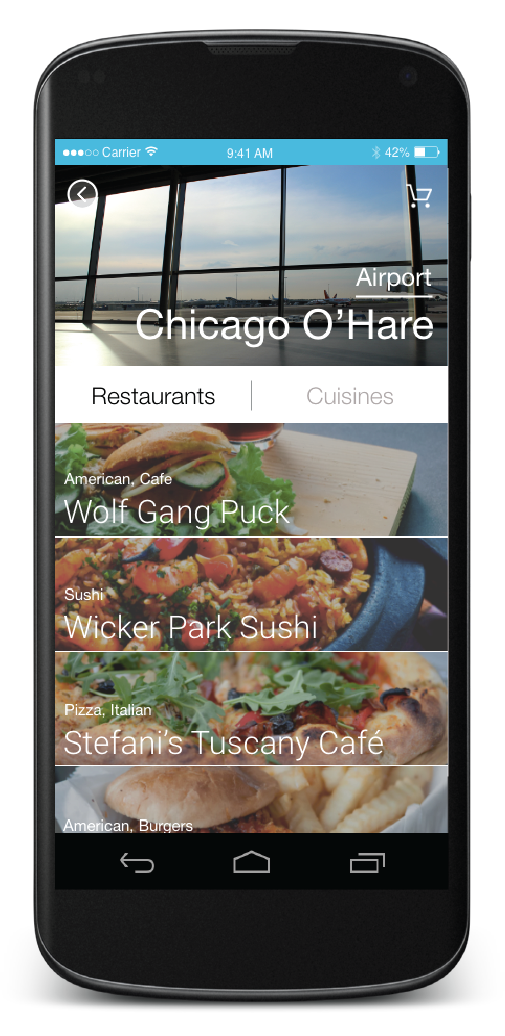 Carrier 9:41 AM 42%
Airport
Chicago O'Hare
Restaurants Cuisines
American, Cafe
Wolf Gang Puck
Sushi
Wicker Park Sushi
Pizza, Italian
Stefani's Tuscany Café
American, Burgers